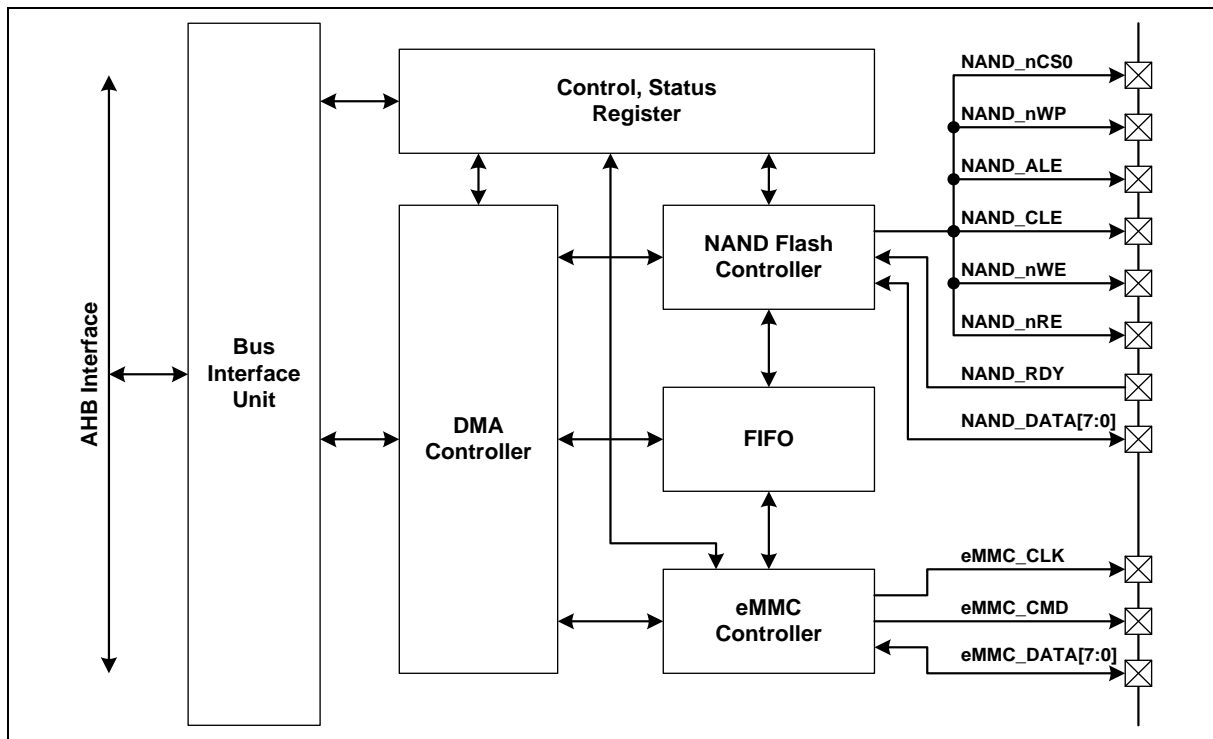 AHB Interface
Bus
Interface
Unit
Control, Status
Register
DMA
Controller
NAND Flash
Controller
FIFO
eMMC
Controller
NAND_nCS0
NAND_nWP
NAND_ALE
NAND_CLE
NAND_nWE
NAND_nRE
NAND_RDY
NAND_DATA[7:0]
eMMC_CLK
eMMC_CMD
eMMC_DATA[7:0]